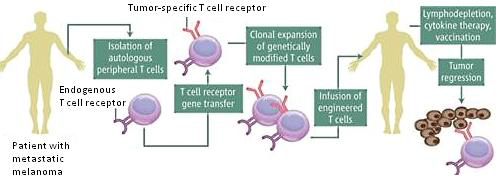 Tumor-specific T cell receptor
Isolation of
autologous
peripheral T cells
Endogenous
T cell receptor
Patient with
metastatic
melanoma
T cell receptor
gene transfer
Clonal expansion
of genetically
modified T cells
Infusion of
engineered
T cells
Lymphodepletion,
cytokine therapy,
vaccination
Tumor
regression